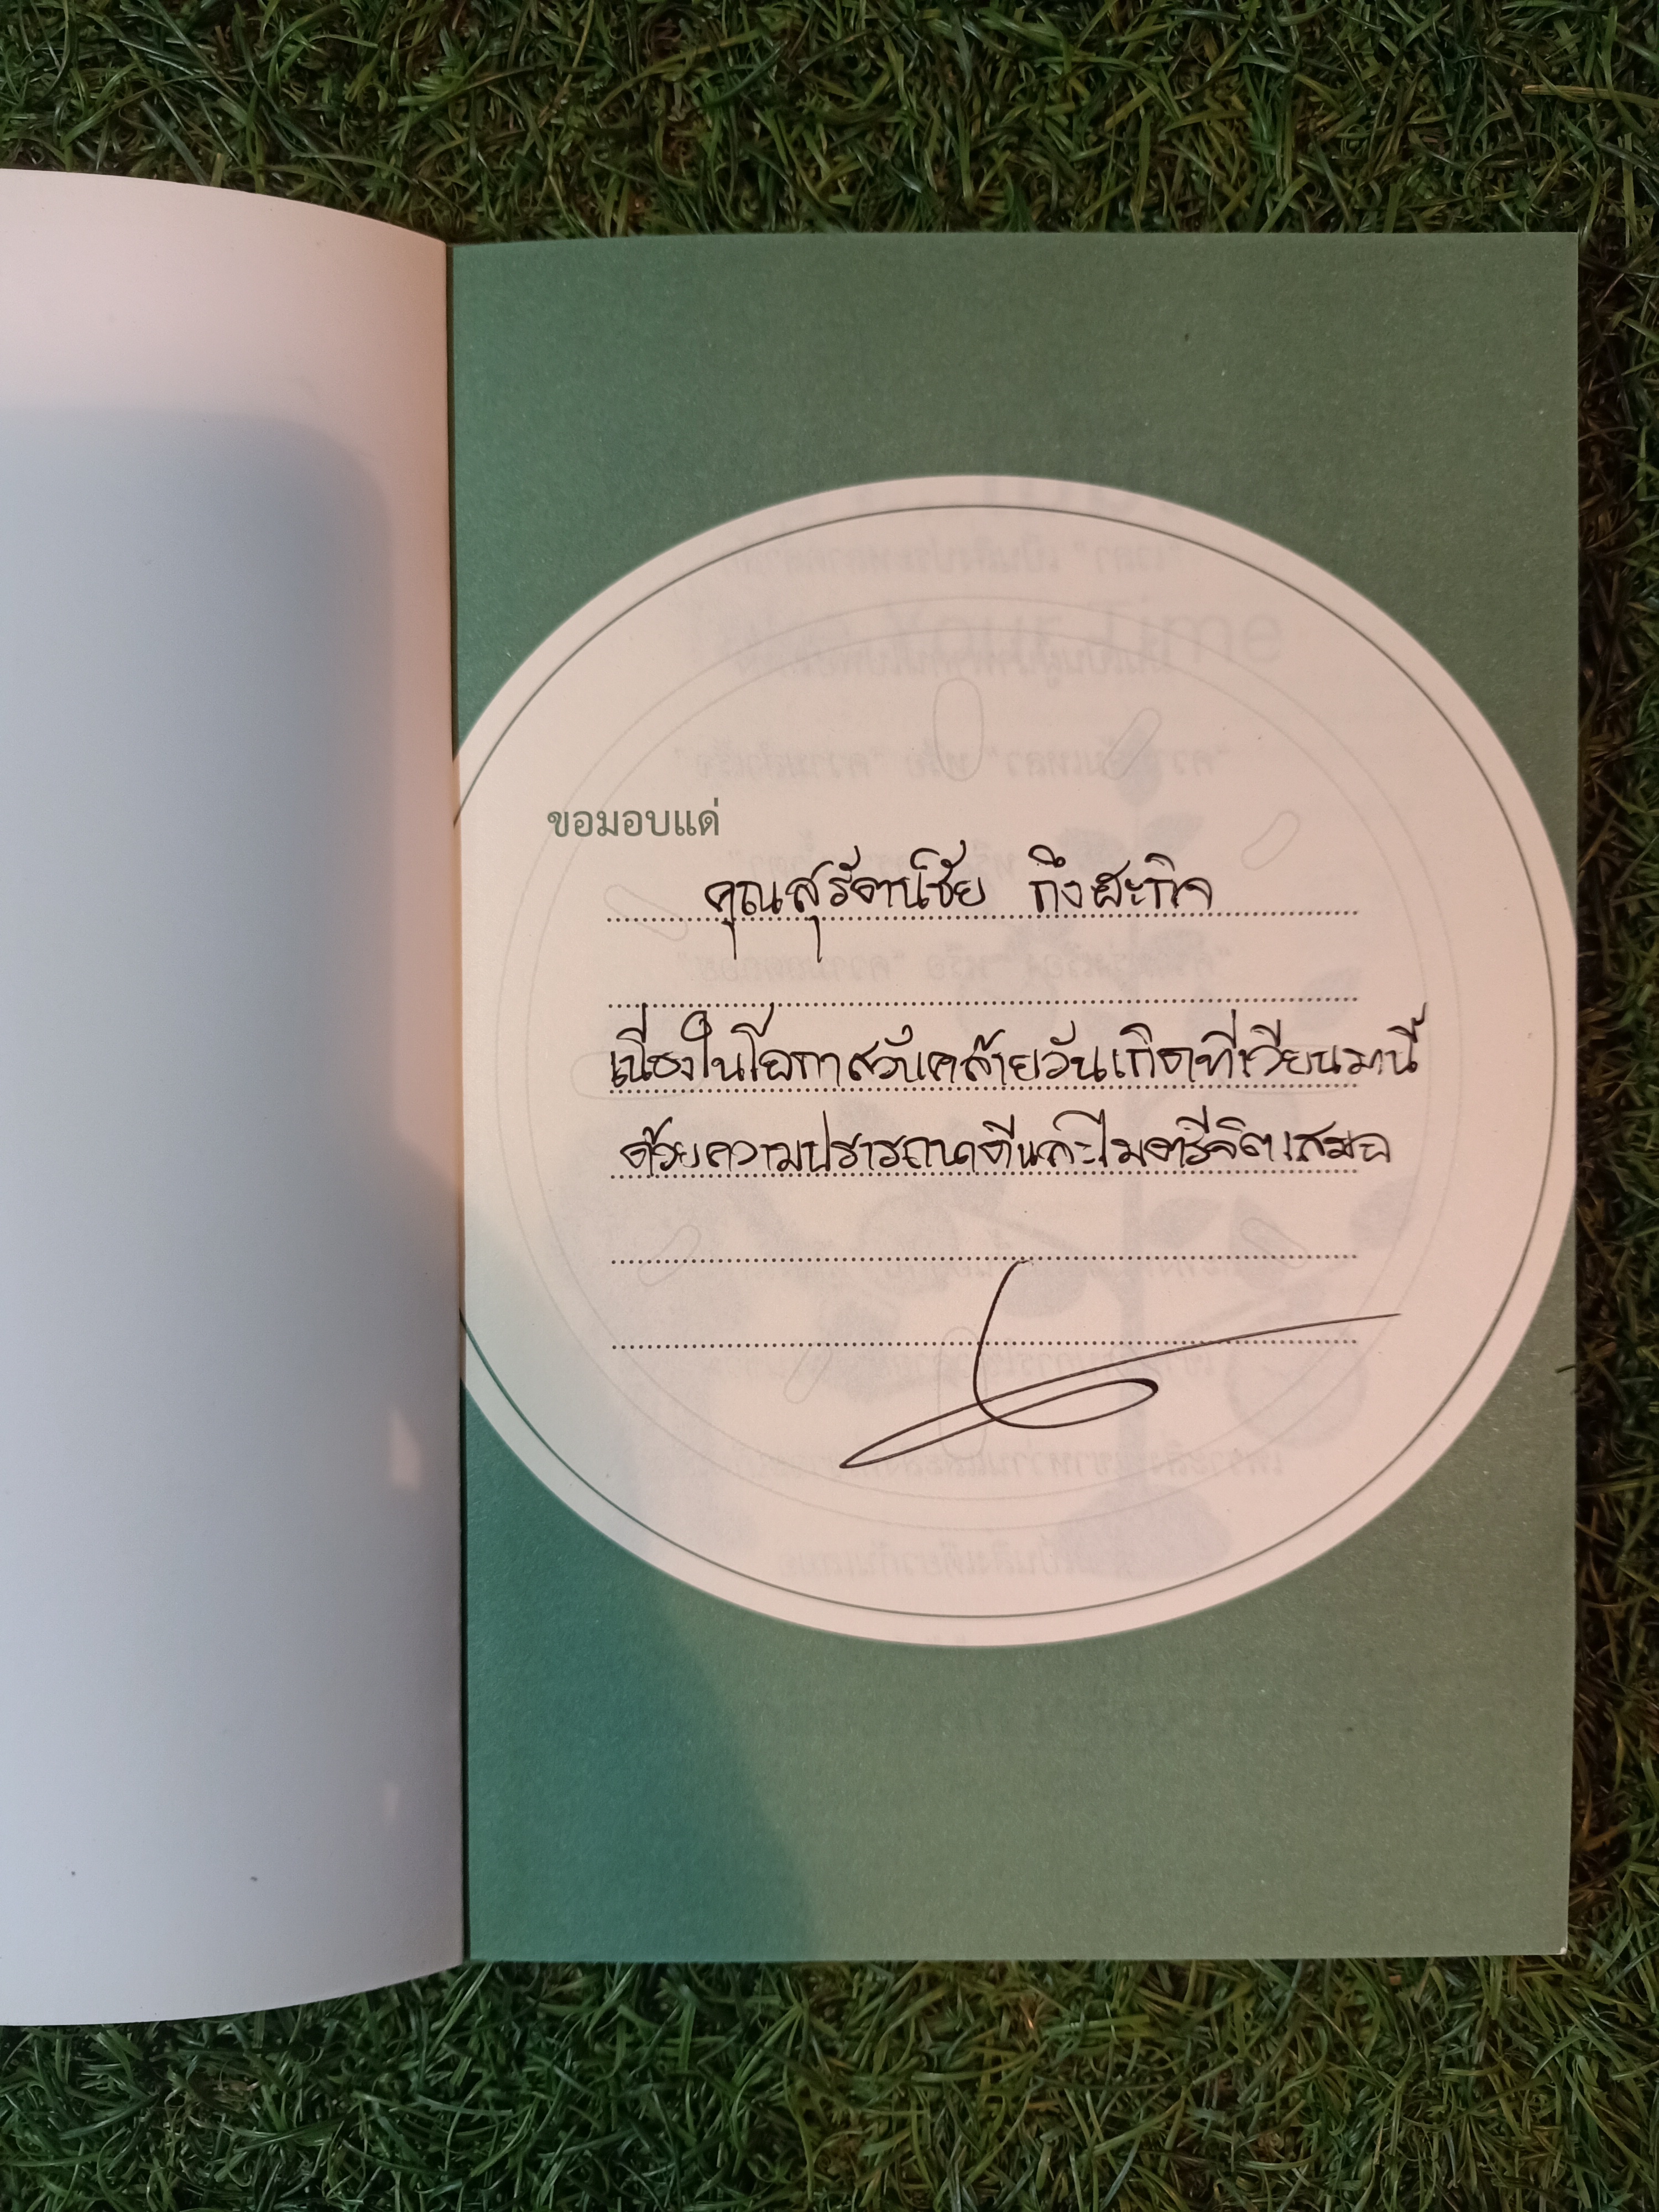 ขอมอบแด่
คุณสุรัตน์ชัย กึงฮะกิจ
เนื่องในโอกาสวันคล้ายวันเกิดที่เวียนมานี้
ด้วยความปรารถนาดีและไมตรีจิตเสมอ